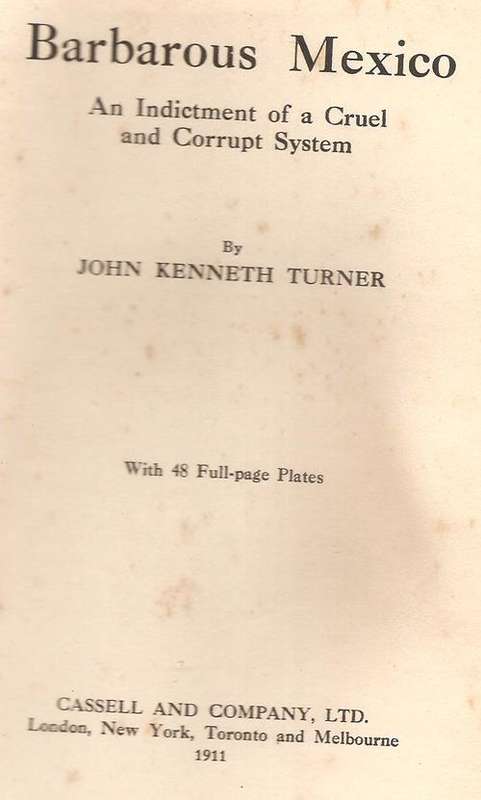 Barbarous Mexico
An Indictment of a Cruel
and Corrupt System
By
JOHN KENNETH TURNER
With 48 Full-page Plates
CASSELL AND COMPANY, LTD.
London, New York, Toronto and Melbourne
1911